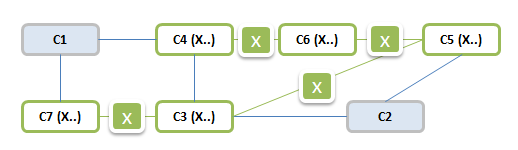 C1
C4 (X..)
X
C6 (X..)
X
C5 (X..)
X
C7 (X..)
X
C3 (X..)
C2